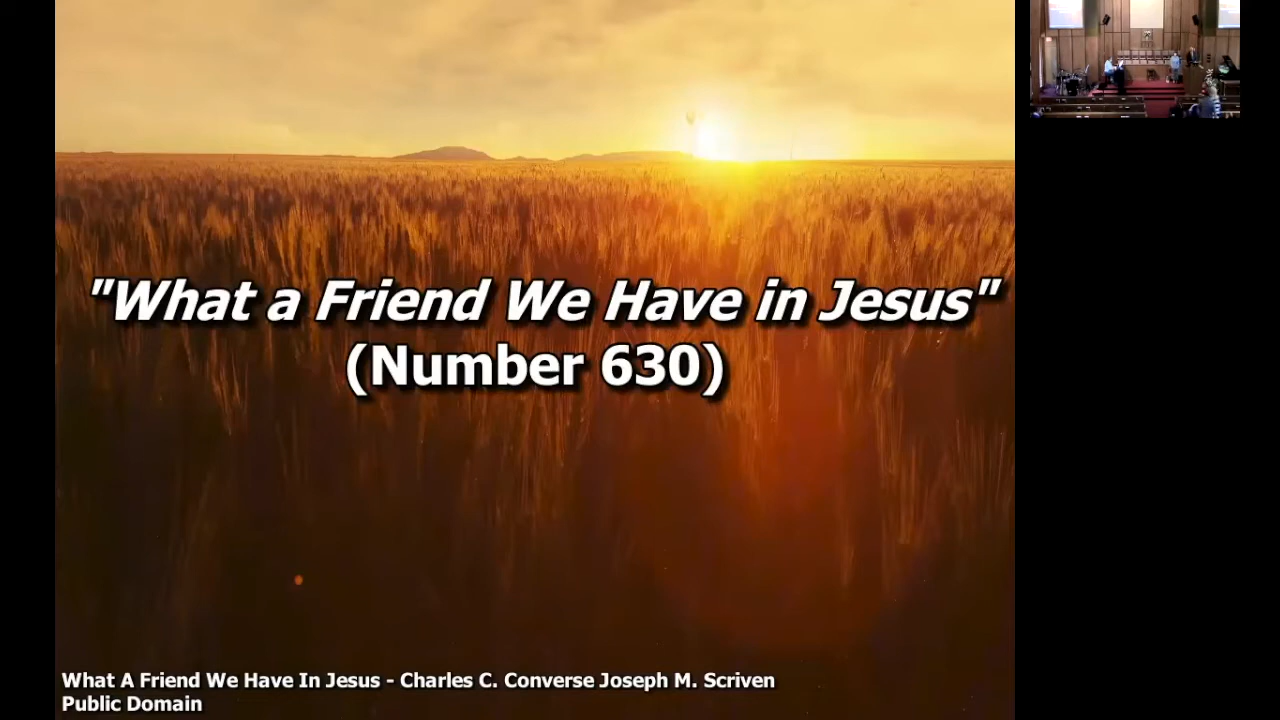 "What a Friend We Have in Jesus"
(Number 630)
What A Friend We Have In Jesus - Charles C. Converse Joseph M. Scriven
Public Domain